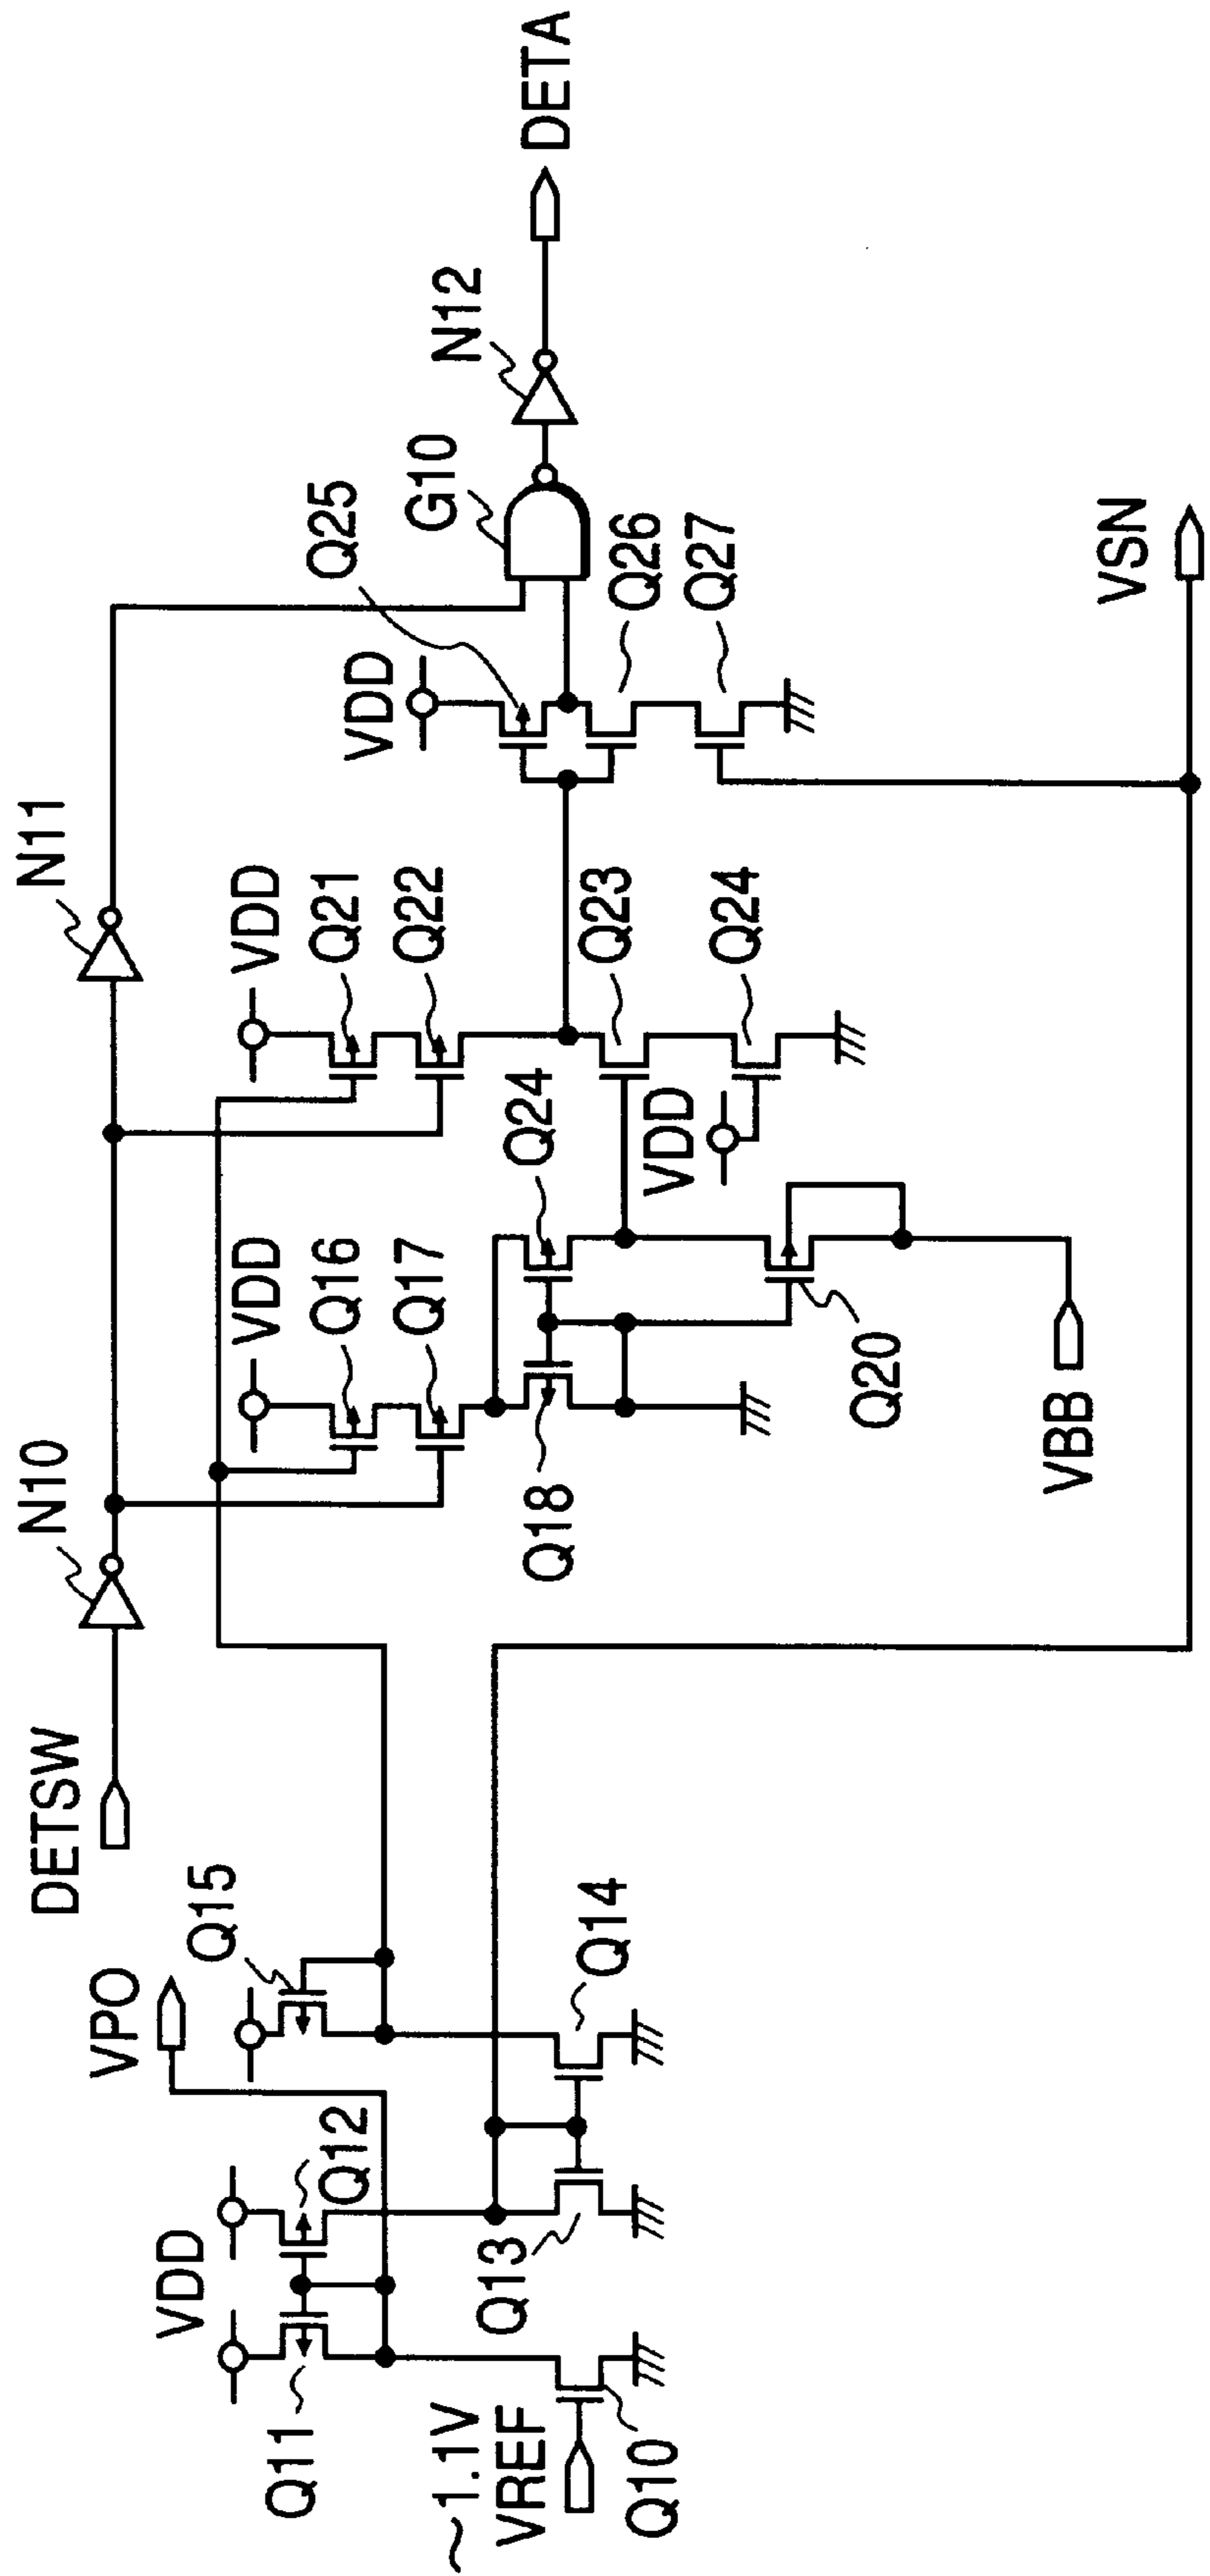 DETSW
N10
N11
VDD
VDD
Q16
Q21
Q17
Q22
VDD
Q25
G10
N12
DETA
VPO
Q15
VDD
Q12
Q11
Q18
Q24
Q23
Q26
VDD
Q24
Q27
Q13
Q14
~1.1V
VREF
Q10
Q20
VBB
VSN